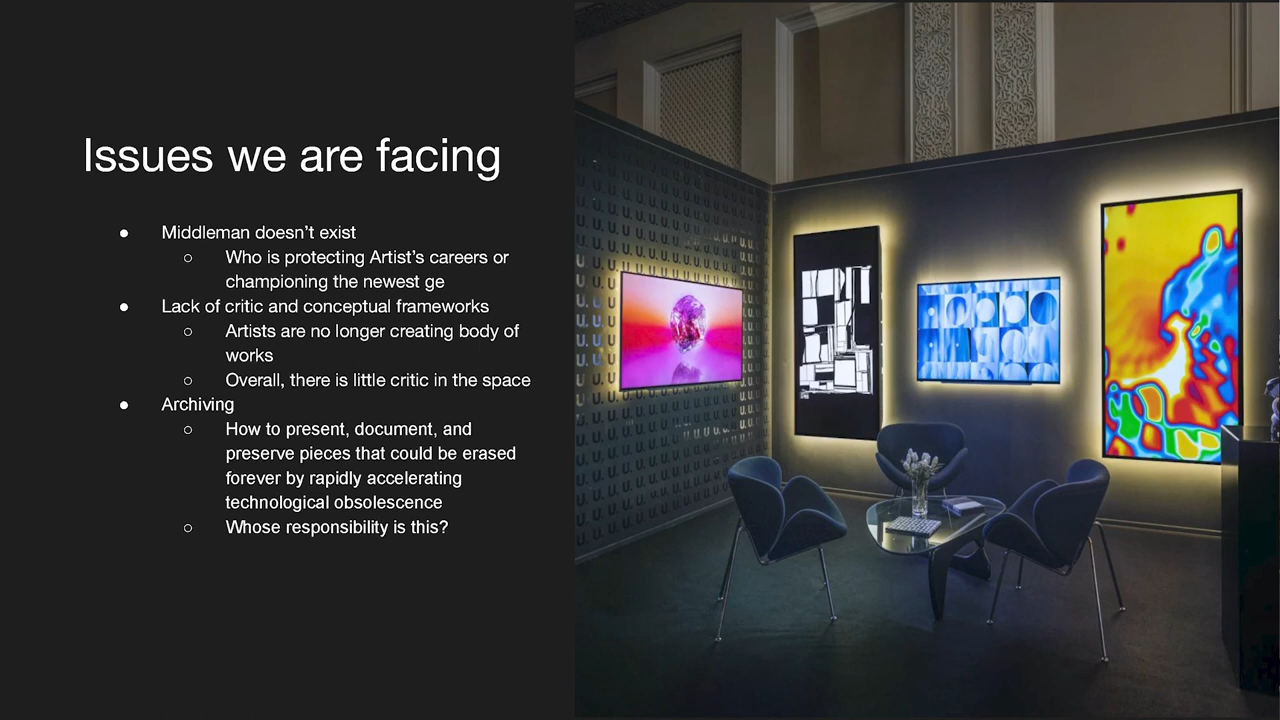 Issues we are facing
● Middleman doesn't exist
○ Who is protecting Artist's careers or
championing the newest ge
● Lack of critic and conceptual frameworks
○ Artists are no longer creating body of
works
○ Overall, there is little critic in the space
● Archiving
○ How to present, document, and
preserve pieces that could be erased
forever by rapidly accelerating
technological obsolescence
○ Whose responsibility is this?